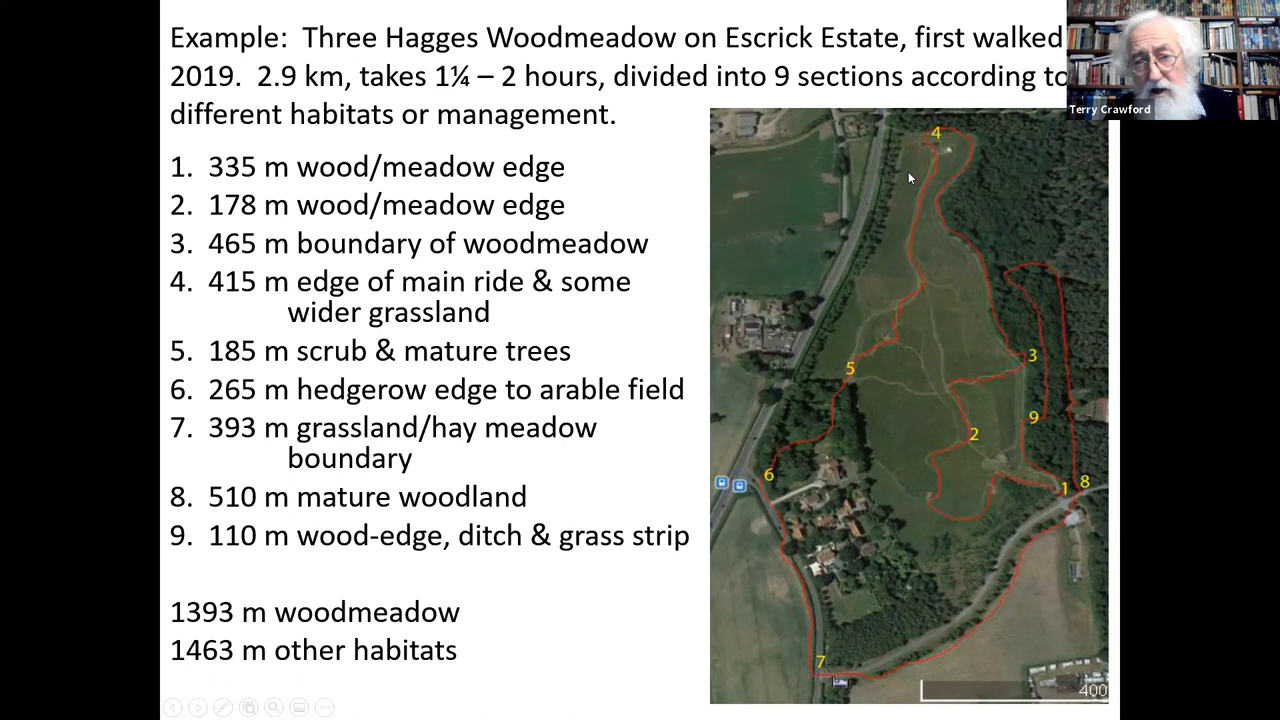 Example:  Three Hagges Woodmeadow on Escrick Estate, first walked
2019.  2.9 km, takes 1¼ – 2 hours, divided into 9 sections according to
different habitats or management.
Terry Crawford
1.  335 m wood/meadow edge
2.  178 m wood/meadow edge
3.  465 m boundary of woodmeadow
4.  415 m edge of main ride & some
wider grassland
5.  185 m scrub & mature trees
6.  265 m hedgerow edge to arable field
7.  393 m grassland/hay meadow
boundary
8.  510 m mature woodland
9.  110 m wood-edge, ditch & grass strip
1393 m woodmeadow
1463 m other habitats
4
3
5
9
2
6
1
8
7
400